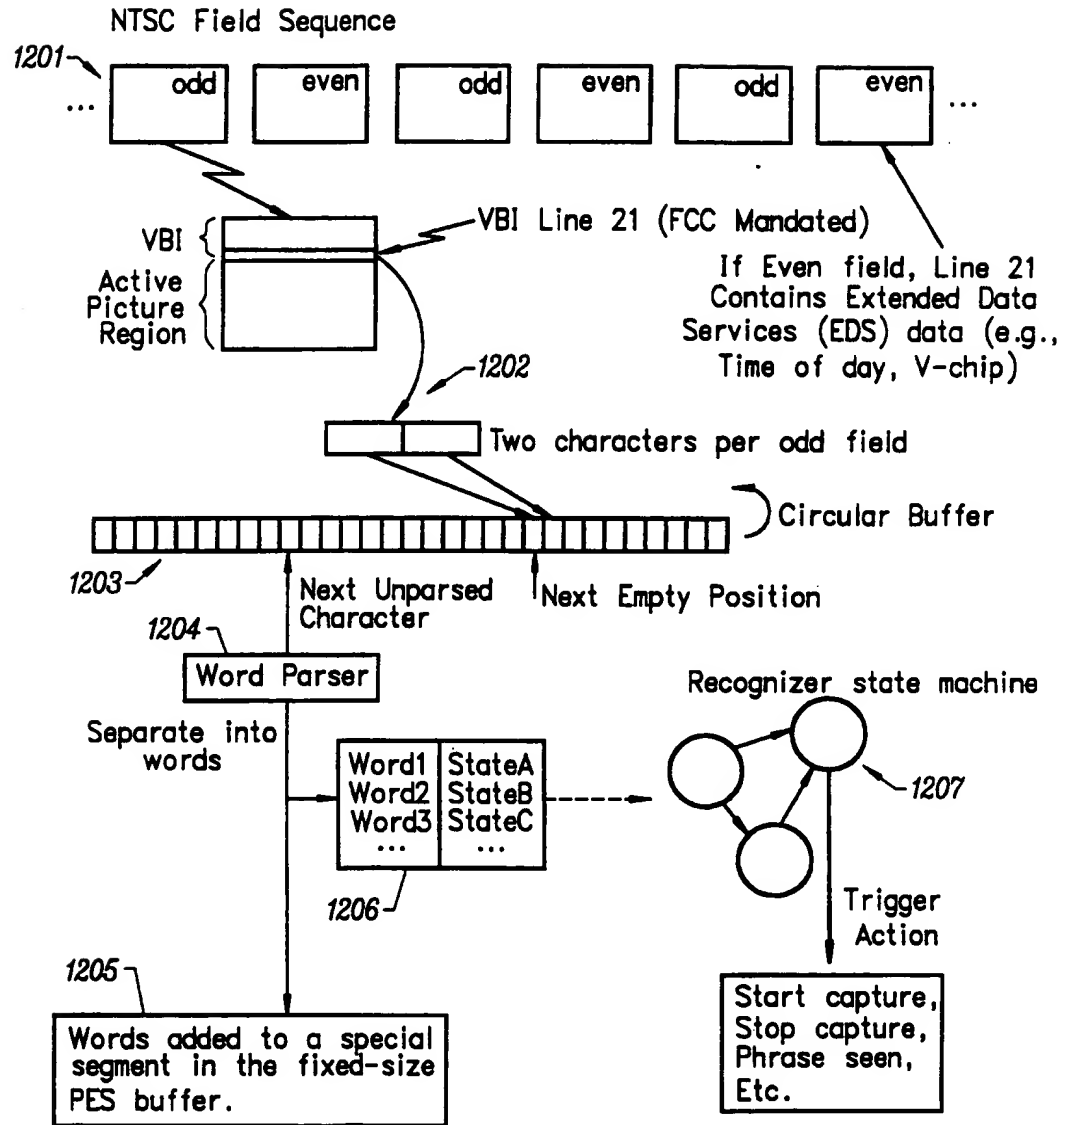 NTSC Field Sequence
1201
... odd even odd even odd even ...
VBI
VBI Line 21 (FCC Mandated)
Active
Picture
Region
If Even field, Line 21
Contains Extended Data
Services (EDS) data (e.g.,
Time of day, V-chip)
1202
Two characters per odd field
Circular Buffer
1203
Next Unparsed
Character
Next Empty Position
1204
Word Parser
Separate into
words
Word1 StateA
Word2 StateB
Word3 StateC
... ...
1206
Recognizer state machine
1207
Trigger
Action
1205
Words added to a special
segment in the fixed-size
PES buffer.
Start capture,
Stop capture,
Phrase seen,
Etc.